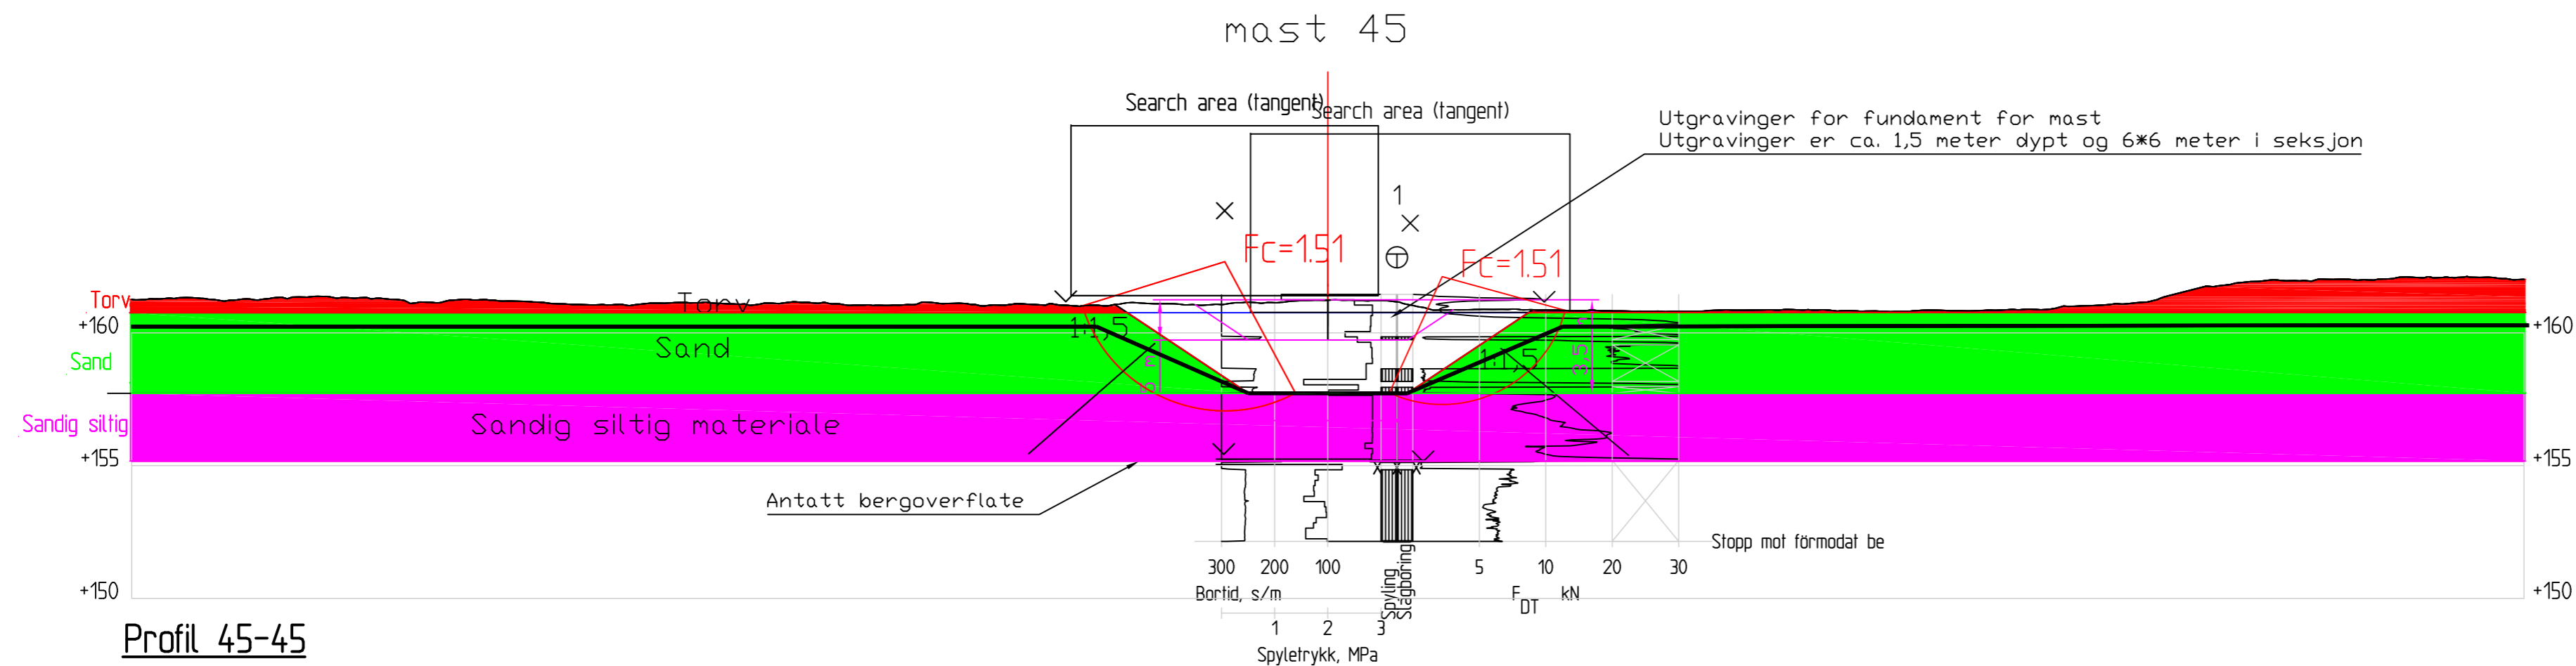 mast 45
Search area (tangent)
Search area (tangent)
Utgravinger for fundament for mast
Utgravinger er ca. 1,5 meter dypt og 6*6 meter i seksjon
1
Fc=1.51
Fc=1.51
Torv
Torv
+160
+160
1:1,5
Sand
Sand
1:1,5
Sandig siltig
Sandig siltig materiale
+155
+155
Antatt bergoverflate
Stopp mot förmodat be
300 200 100
5 10 20 30
Spyling
Slagboring
+150
+150
Bortid, s/m
F DT kN
1 2 3
Spyletrykk, MPa
Profil 45-45